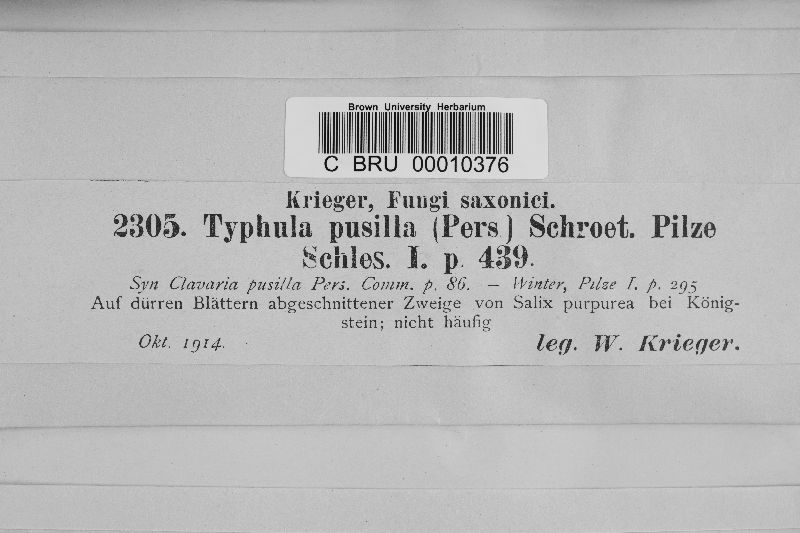 Brown University Herbarium
C BRU 00010376
Krieger, Fungi saxonici.
2305. Typhula pusilla (Pers) Schroet. Pilze
Schles. I. p. 439.
Syn Clavaria pusilla Pers. Comm. p. 86. — Winter, Pilze I. p. 295
Auf dürren Blättern abgeschnittener Zweige von Salix purpurea bei König-
stein; nicht häufig
Okt. 1914.
leg. W. Krieger.